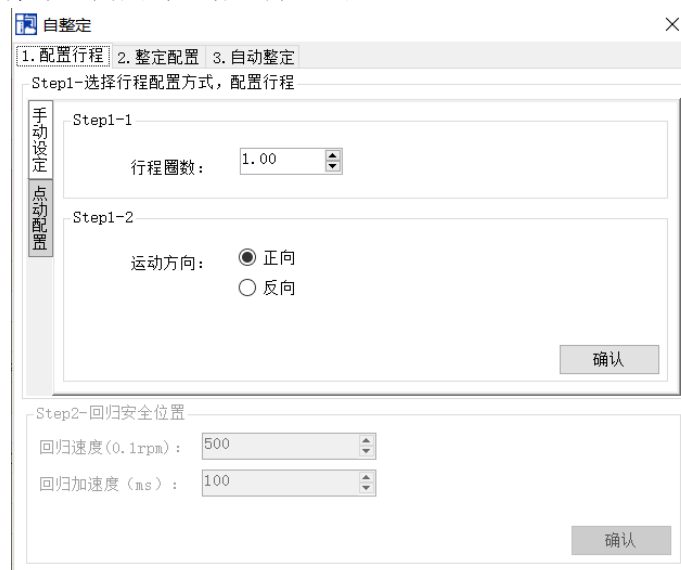 自整定
1.配置行程 2.整定配置 3.自动整定
Step1-选择行程配置方式，配置行程
手动设定
点动配置
Step1-1
行程圈数： 1.00
Step1-2
运动方向： 正向
反向
确认
Step2-回归安全位置
回归速度(0.1rpm)： 500
回归加速度（ms）： 100
确认